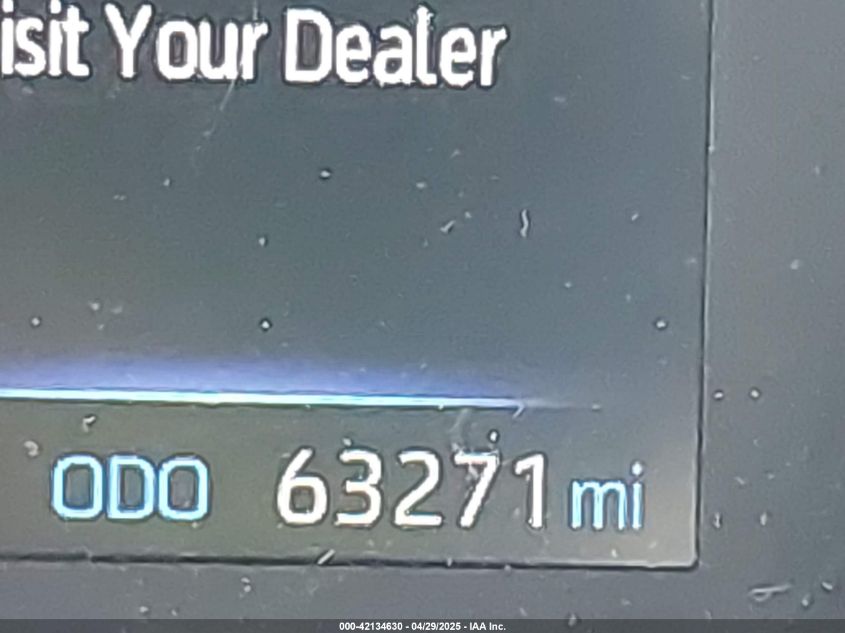 isit Your Dealer
ODO 63271 mi
000-42134630 - 04/29/2025 - IAA Inc.